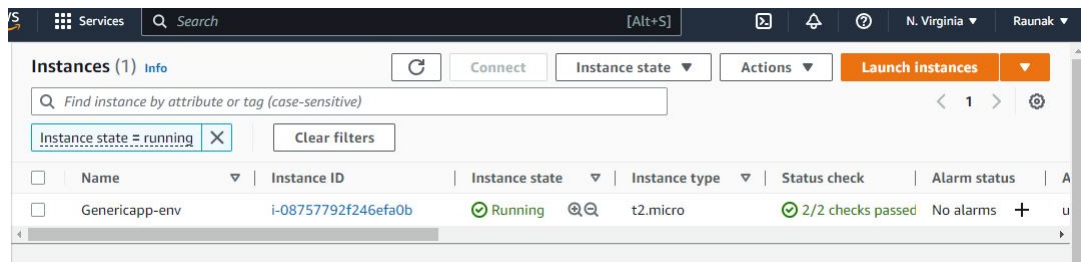 Services Search [Alt+S] N. Virginia ▼ Raunak ▼
Instances (1) Info Connect Instance state ▼ Actions ▼ Launch instances ▼
Find instance by attribute or tag (case-sensitive) < 1 >
Instance state = running X Clear filters
Name Instance ID Instance state Instance type Status check Alarm status A
Genericapp-env i-08757792f246efa0b Running t2.micro 2/2 checks passed No alarms + u